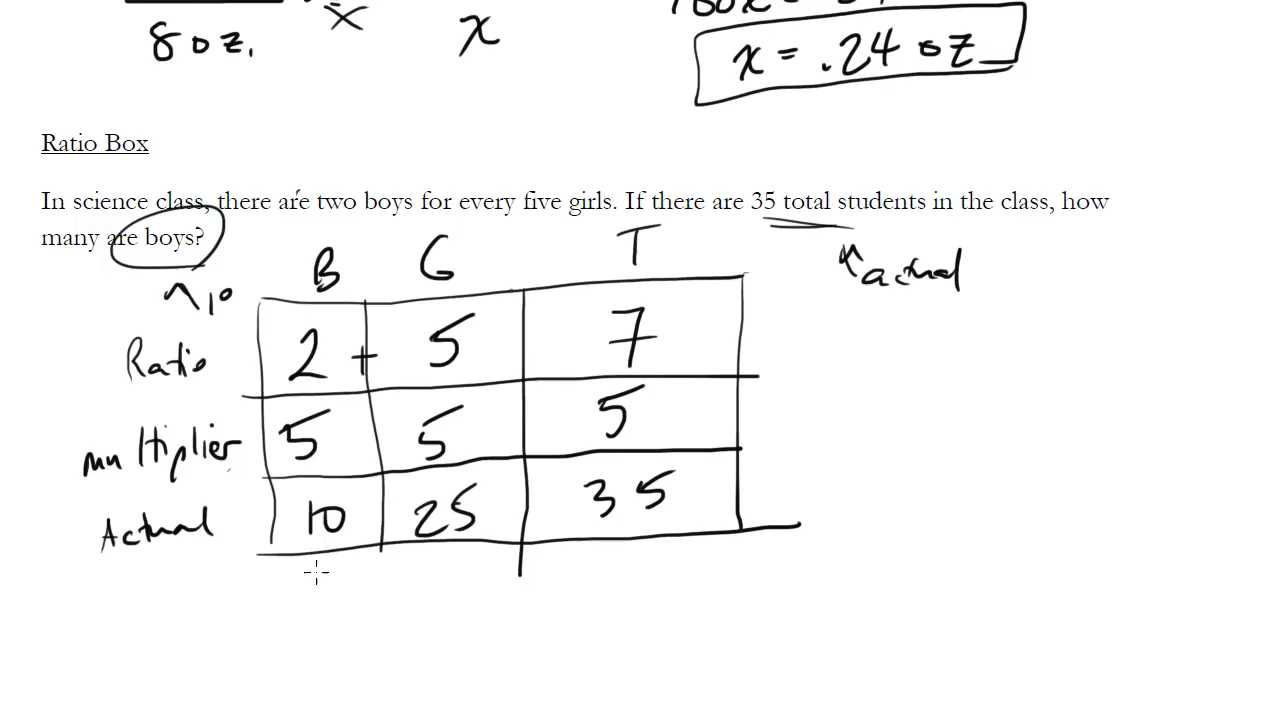 8 oz. x
x = .24 oz
Ratio Box
In science class, there are two boys for every five girls. If there are 35 total students in the class, how
many are boys?
B G T
actual
10
Ratio 2 + 5 7
multiplier 5 5 5
Actual 10 25 35